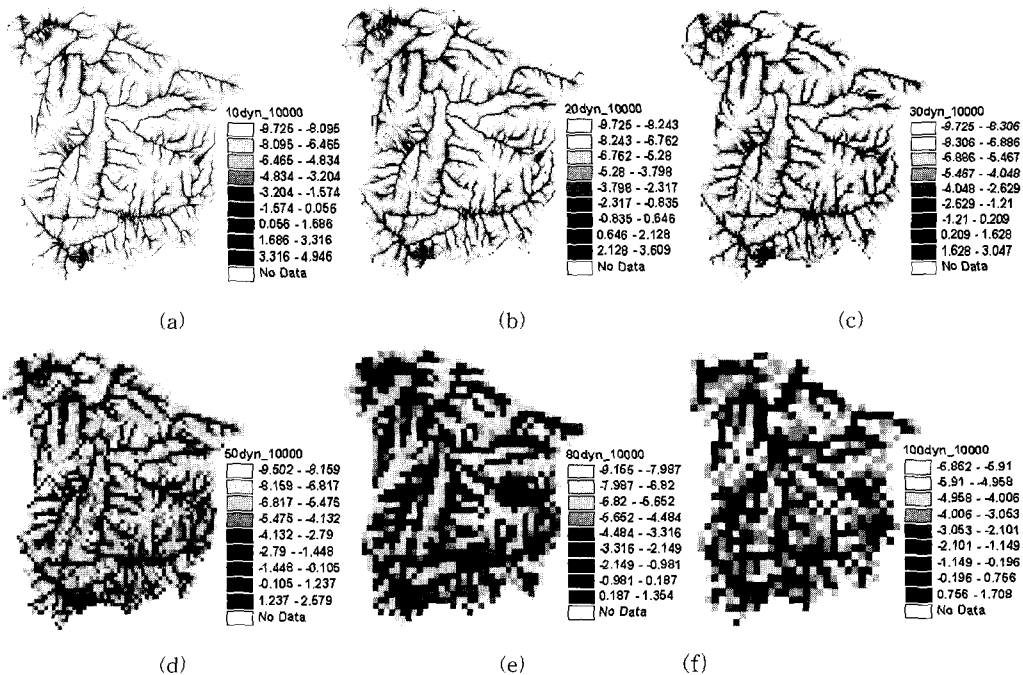 10dyn_10000
-9.725 - -8.095
-8.095 - -6.465
-6.465 - -4.834
-4.834 - -3.204
-3.204 - -1.574
-1.574 - 0.056
0.056 - 1.686
1.686 - 3.316
3.316 - 4.946
No Data
(a)
20dyn_10000
-9.725 - -8.243
-8.243 - -6.762
-6.762 - -5.28
-5.28 - -3.798
-3.798 - -2.317
-2.317 - -0.835
-0.835 - 0.646
0.646 - 2.128
2.128 - 3.609
No Data
(b)
30dyn_10000
-9.725 - -8.306
-8.306 - -6.886
-6.886 - -5.467
-5.467 - -4.048
-4.048 - -2.629
-2.629 - -1.21
-1.21 - 0.209
0.209 - 1.628
1.628 - 3.047
No Data
(c)
50dyn_10000
-9.502 - -8.159
-8.159 - -6.817
-6.817 - -5.475
-5.475 - -4.132
-4.132 - -2.79
-2.79 - -1.448
-1.448 - -0.105
-0.105 - 1.237
1.237 - 2.579
No Data
(d)
80dyn_10000
-9.155 - -7.987
-7.987 - -6.82
-6.82 - -5.652
-5.652 - -4.484
-4.484 - -3.316
-3.316 - -2.149
-2.149 - -0.981
-0.981 - 0.187
0.187 - 1.354
No Data
(e)
100dyn_10000
-6.862 - -5.91
-5.91 - -4.958
-4.958 - -4.006
-4.006 - -3.053
-3.053 - -2.101
-2.101 - -1.149
-1.149 - -0.196
-0.196 - 0.756
0.756 - 1.708
No Data
(f)